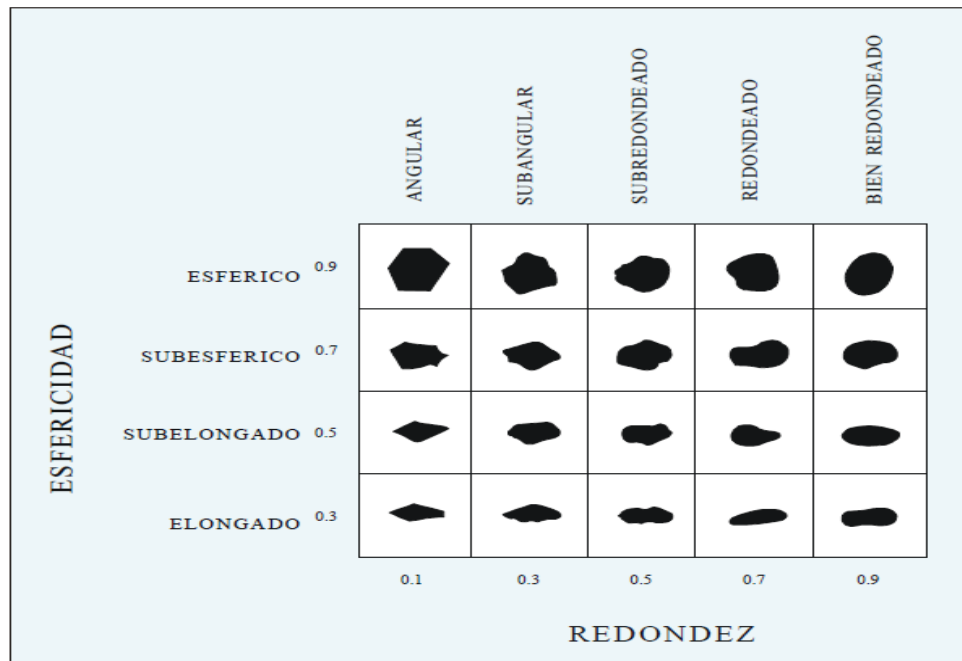 ANGULAR
SUBANGULAR
SUBREDONDEADO
REDONDEADO
BIEN REDONDEADO
ESFERICIDAD
ESFERICO 0.9
SUBESFERICO 0.7
SUBELONGADO 0.5
ELONGADO 0.3
0.1 0.3 0.5 0.7 0.9
REDONDEZ